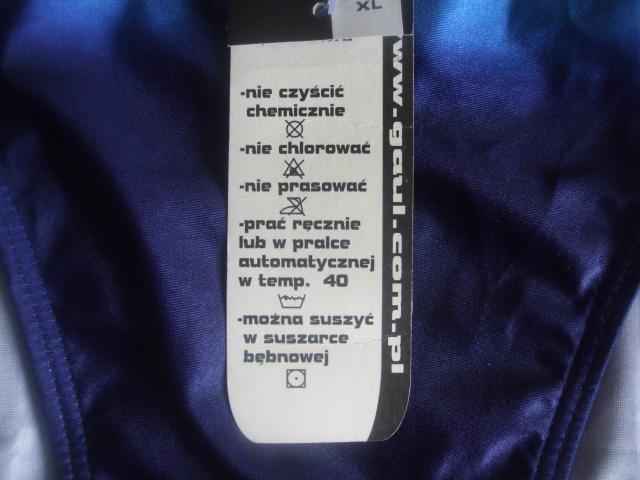 XL
-nie czyścić
chemicznie
-nie chlorować
-nie prasować
-prać ręcznie
lub w pralce
automatycznej
w temp. 40
-można suszyć
w suszarce
bębnowej
www.gaul.com.pl